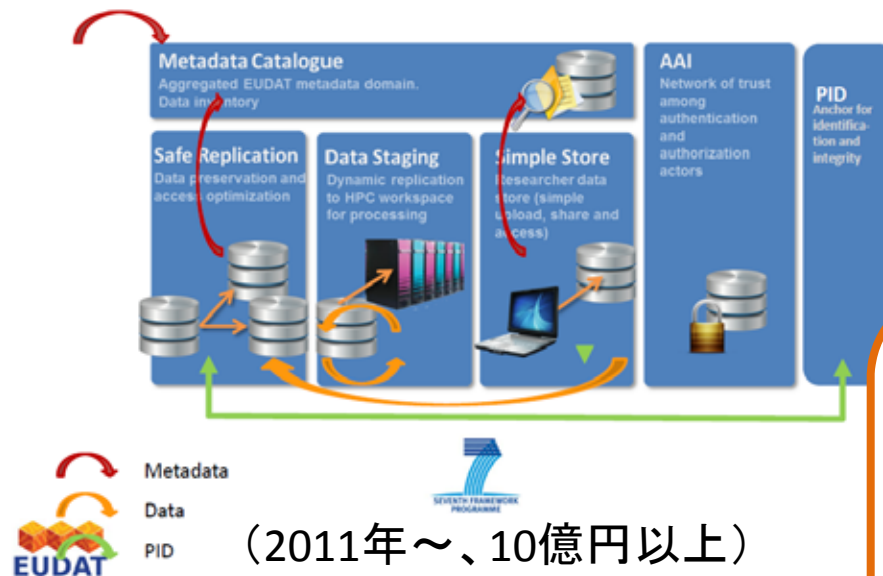 Metadata Catalogue
Aggregated EUDAT metadata domain.
Data inventory
AAI
Network of trust
among
authentication
and
authorization
actors
PID
Anchor for
identifica-
tion and
integrity
Safe Replication
Data preservation and
access optimization
Data Staging
Dynamic replication
to HPC workspace
for processing
Simple Store
Researcher data
store (simple
upload, share and
access)
Metadata
Data
PID
EUDAT
7
SEVENTH FRAMEWORK
PROGRAMME
（2011年～、10億円以上）